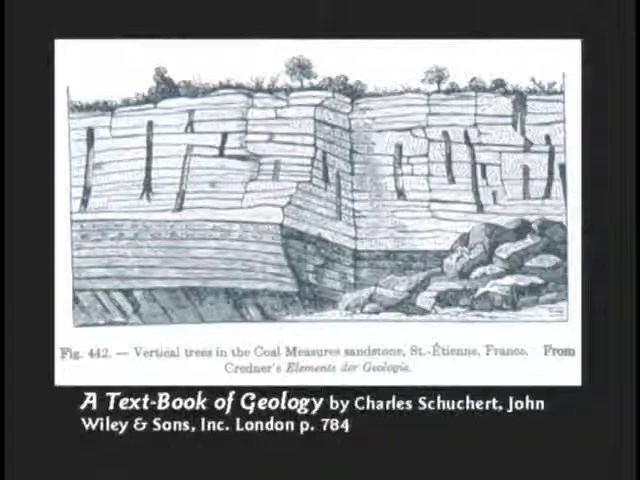 Fig. 442. — Vertical trees in the Coal Measures sandstone, St.-Étienne, France. From
Credner's Elemente der Geologie.
A Text-Book of Geology by Charles Schuchert, John
Wiley & Sons, Inc. London p. 784